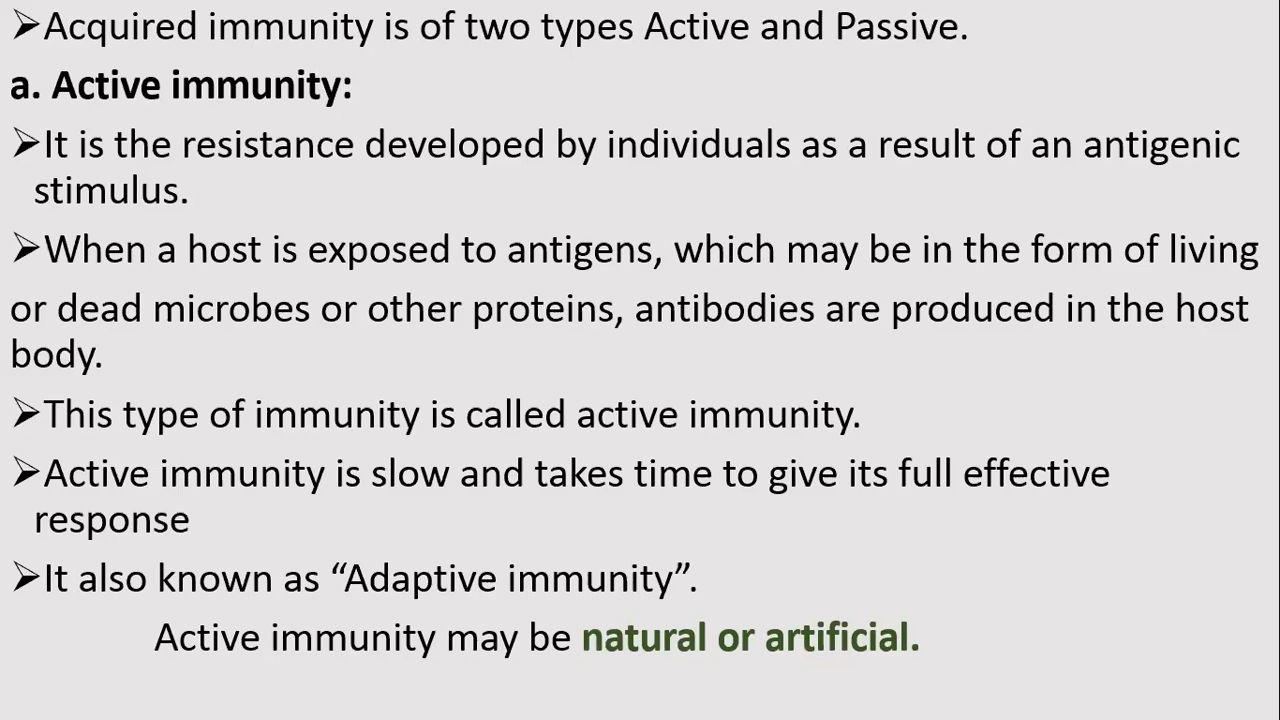 ➢Acquired immunity is of two types Active and Passive.
a. Active immunity:
➢It is the resistance developed by individuals as a result of an antigenic
stimulus.
➢When a host is exposed to antigens, which may be in the form of living
or dead microbes or other proteins, antibodies are produced in the host
body.
➢This type of immunity is called active immunity.
➢Active immunity is slow and takes time to give its full effective
response
➢It also known as “Adaptive immunity”.
Active immunity may be natural or artificial.